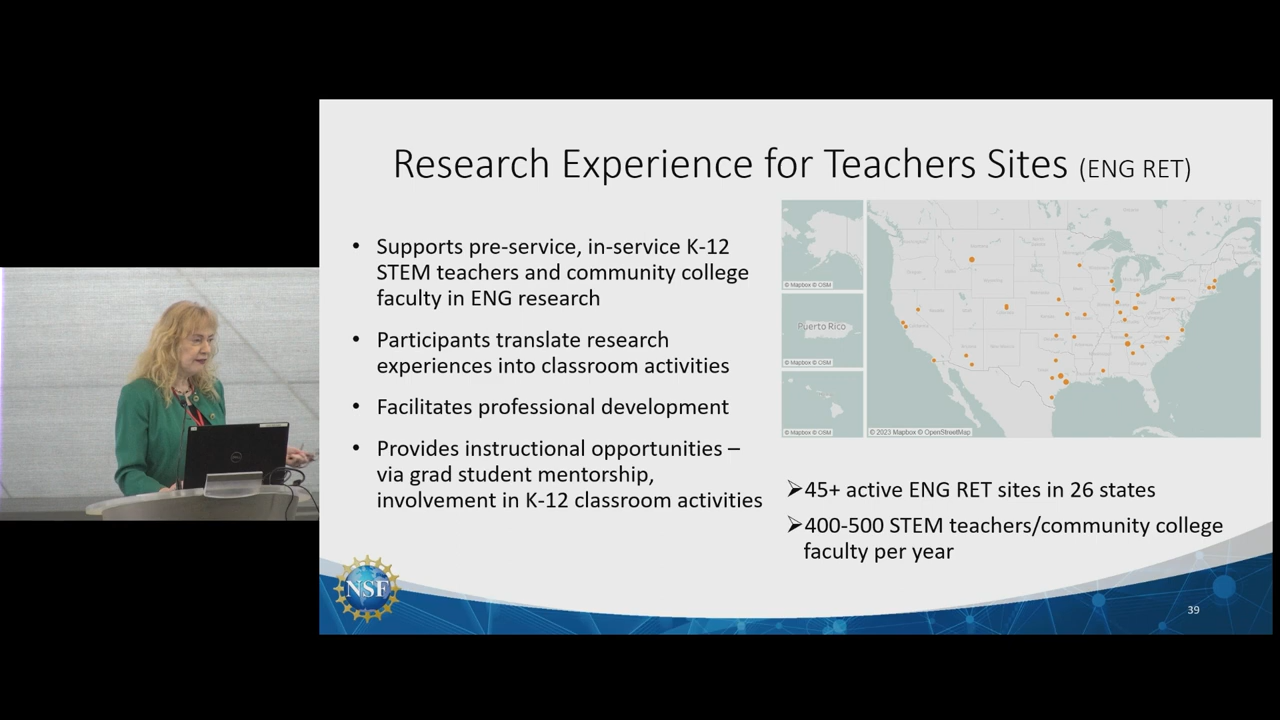 Research Experience for Teachers Sites (ENG RET)
• Supports pre-service, in-service K-12
STEM teachers and community college
faculty in ENG research
• Participants translate research
experiences into classroom activities
• Facilitates professional development
• Provides instructional opportunities –
via grad student mentorship,
involvement in K-12 classroom activities
© Mapbox © OSM
Puerto Rico
© Mapbox © OSM
© Mapbox © OSM
© 2023 Mapbox © OpenStreetMap
➢45+ active ENG RET sites in 26 states
➢400-500 STEM teachers/community college
faculty per year
NSF
39